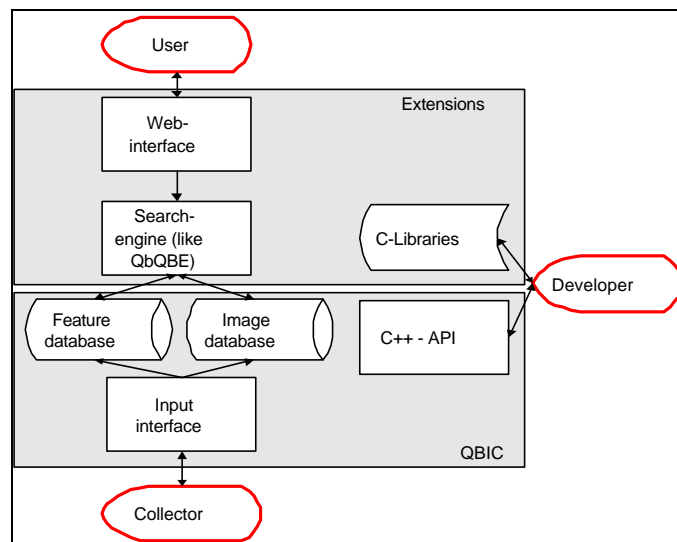 User
Extensions
Web-
interface
Search-
engine (like
QbQBE)
C-Libraries
Developer
Feature
database
Image
database
C++ - API
Input
interface
QBIC
Collector